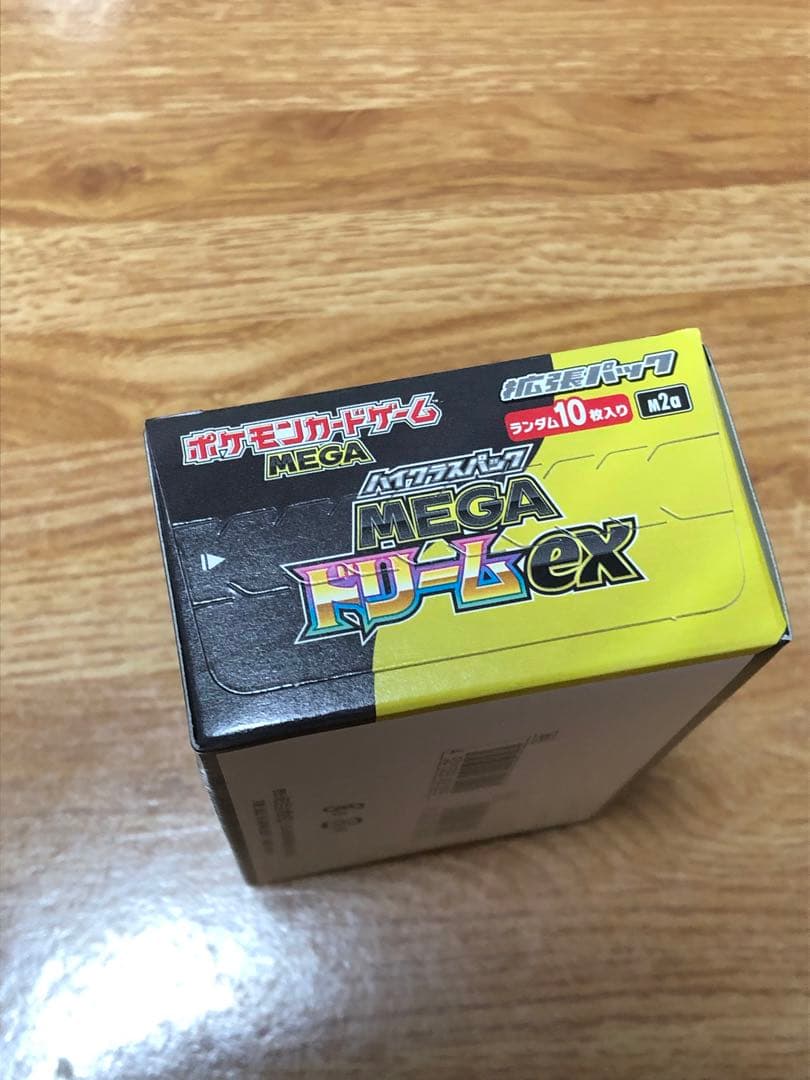 ポケモンカードゲーム
MEGA
拡張パック
ランダム10枚入り
M2a
ハイクラスパック
MEGA
ドリームex